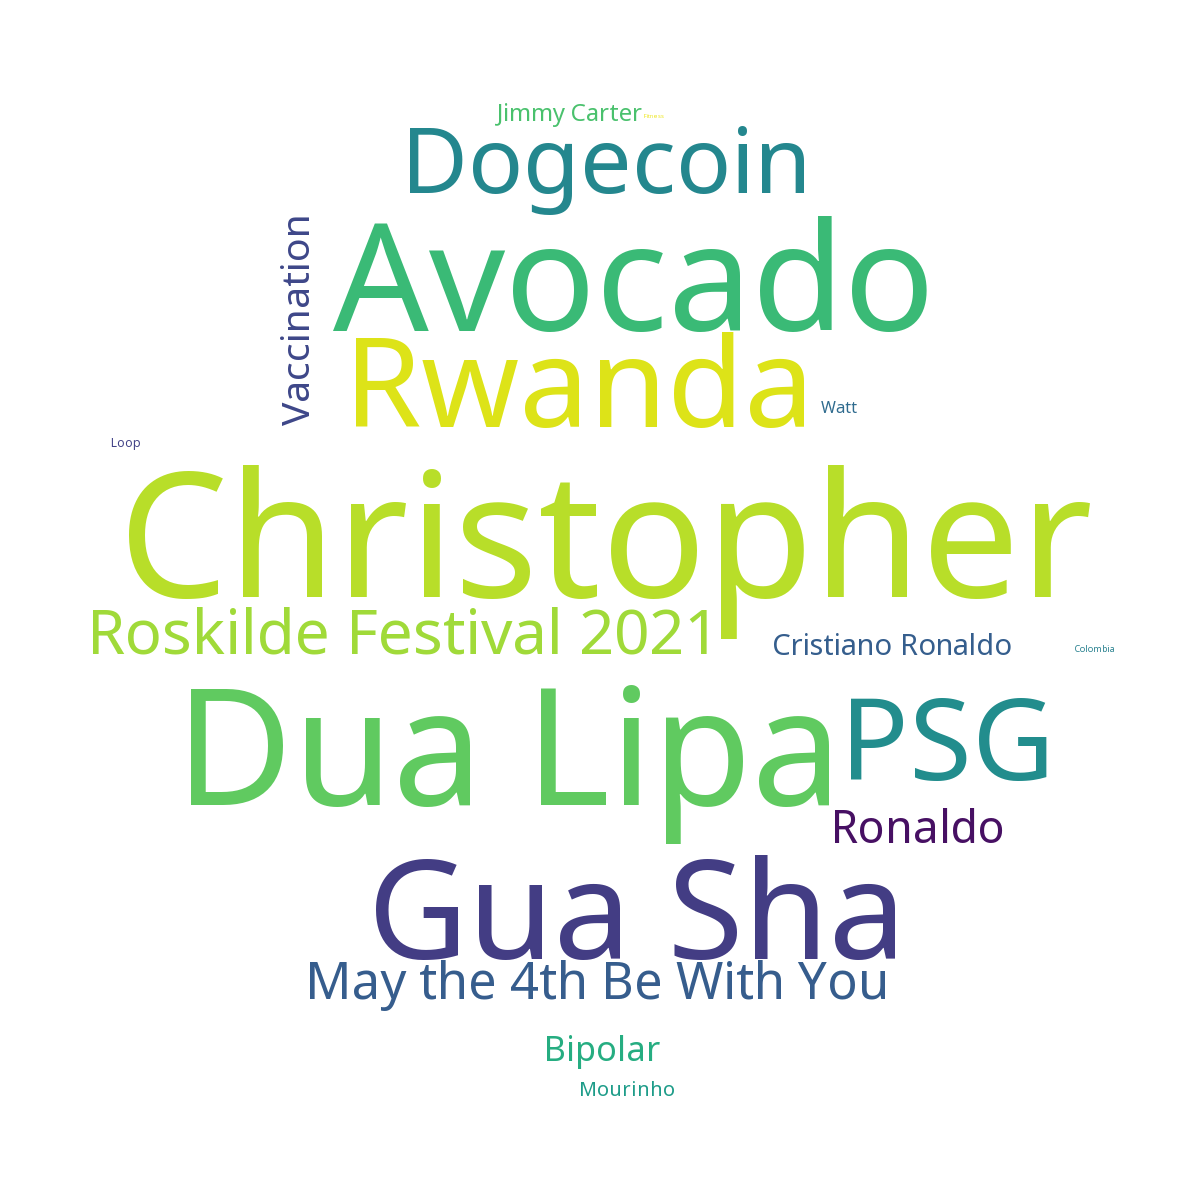 Jimmy Carter
Dogecoin
Avocado
Vaccination
Rwanda
Watt
Loop
Christopher
Roskilde Festival 2021
Cristiano Ronaldo
Colombia
Dua Lipa
PSG
Ronaldo
Gua Sha
May the 4th Be With You
Bipolar
Mourinho